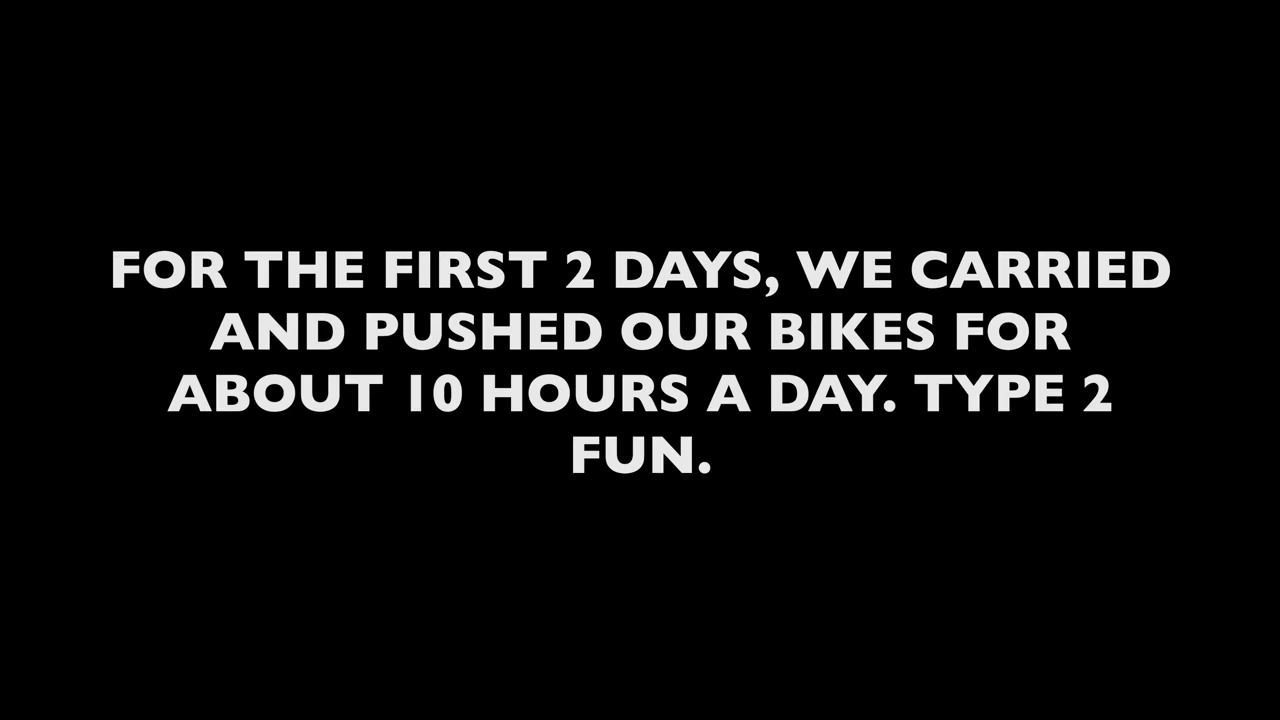 FOR THE FIRST 2 DAYS, WE CARRIED
AND PUSHED OUR BIKES FOR
ABOUT 10 HOURS A DAY. TYPE 2
FUN.